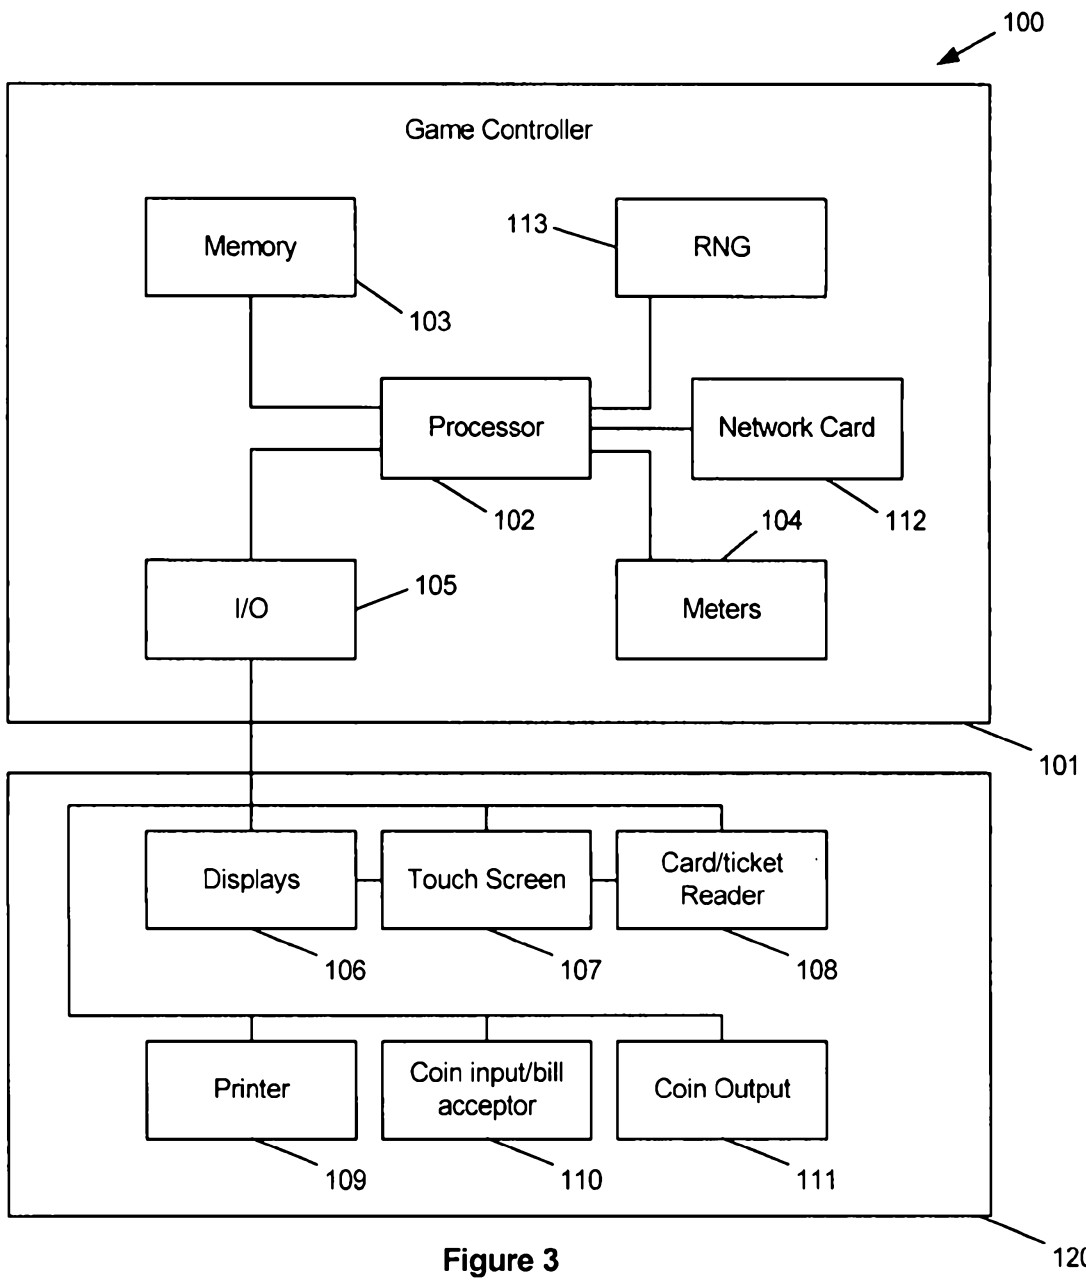 100
Game Controller
Memory
113
RNG
103
Processor
Network Card
102
104
112
I/O
105
Meters
101
Displays
Touch Screen
Card/ticket
Reader
106
107
108
Printer
Coin input/bill
acceptor
Coin Output
109
110
111
120
Figure 3